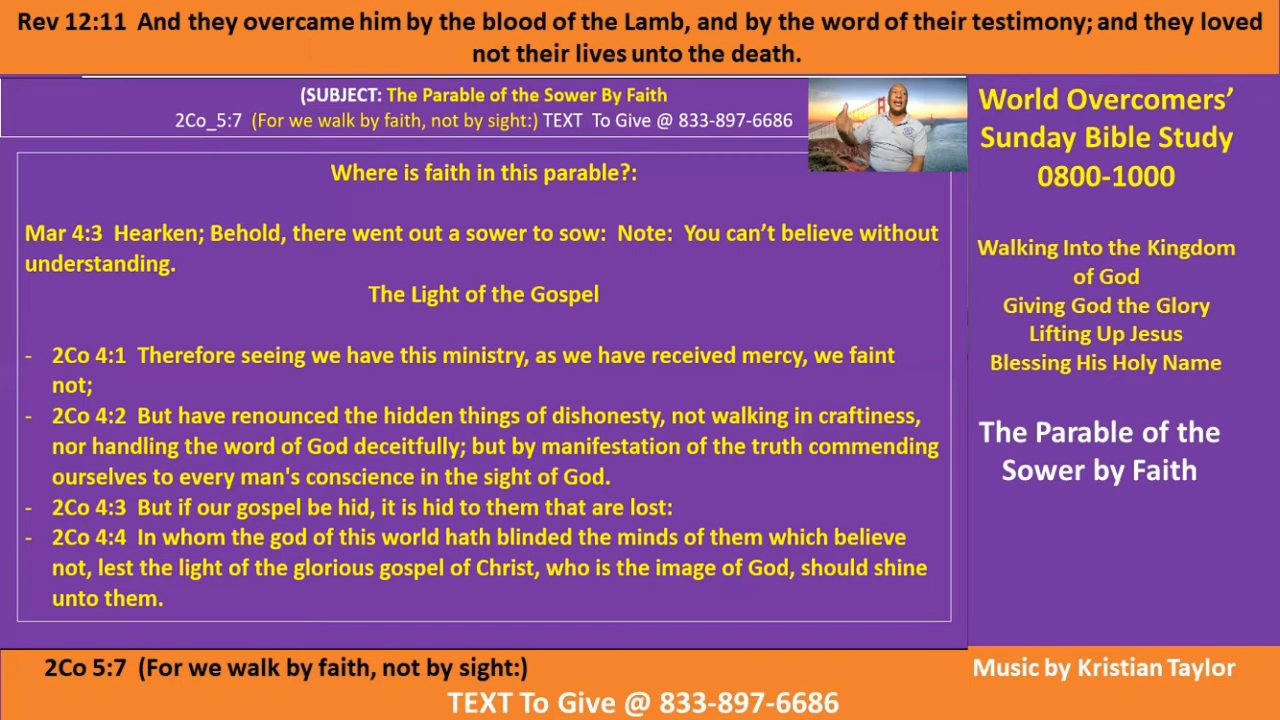 Rev 12:11  And they overcame him by the blood of the Lamb, and by the word of their testimony; and they loved
not their lives unto the death.
(SUBJECT: The Parable of the Sower By Faith
2Co_5:7  (For we walk by faith, not by sight:) TEXT  To Give @ 833-897-6686
Where is faith in this parable?:
Mar 4:3  Hearken; Behold, there went out a sower to sow:  Note:  You can’t believe without
understanding.
The Light of the Gospel
- 2Co 4:1  Therefore seeing we have this ministry, as we have received mercy, we faint
not;
- 2Co 4:2  But have renounced the hidden things of dishonesty, not walking in craftiness,
nor handling the word of God deceitfully; but by manifestation of the truth commending
ourselves to every man's conscience in the sight of God.
- 2Co 4:3  But if our gospel be hid, it is hid to them that are lost:
- 2Co 4:4  In whom the god of this world hath blinded the minds of them which believe
not, lest the light of the glorious gospel of Christ, who is the image of God, should shine
unto them.
World Overcomers’
Sunday Bible Study
0800-1000
Walking Into the Kingdom
of God
Giving God the Glory
Lifting Up Jesus
Blessing His Holy Name
The Parable of the
Sower by Faith
2Co 5:7  (For we walk by faith, not by sight:)
Music by Kristian Taylor
TEXT To Give @ 833-897-6686